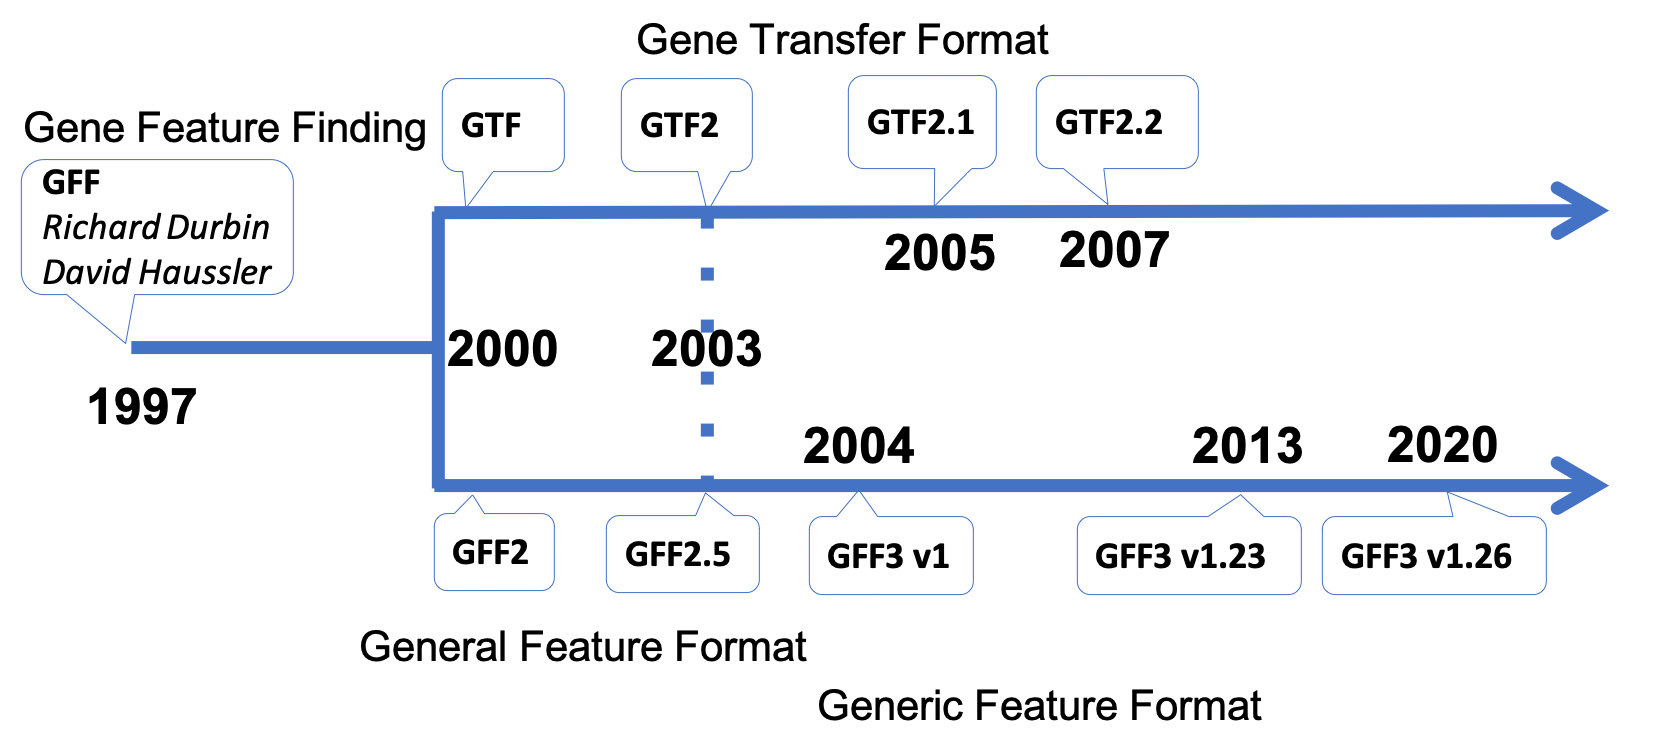 Gene Transfer Format
Gene Feature Finding
GTF
GTF2
GTF2.1
GTF2.2
GFF
Richard Durbin
David Haussler
2005
2007
1997
2000
2003
2004
2013
2020
GFF2
GFF2.5
GFF3 v1
GFF3 v1.23
GFF3 v1.26
General Feature Format
Generic Feature Format